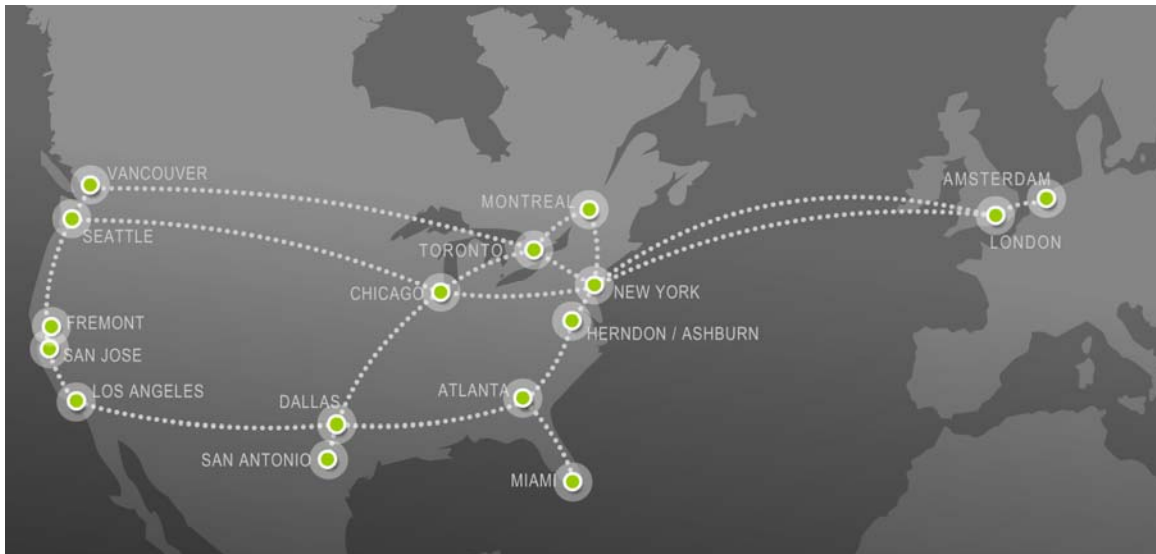 VANCOUVER
AMSTERDAM
MONTREAL
SEATTLE
LONDON
TORONTO
CHICAGO
NEW YORK
FREMONT
HERNDON / ASHBURN
SAN JOSE
LOS ANGELES
ATLANTA
DALLAS
SAN ANTONIO
MIAMI